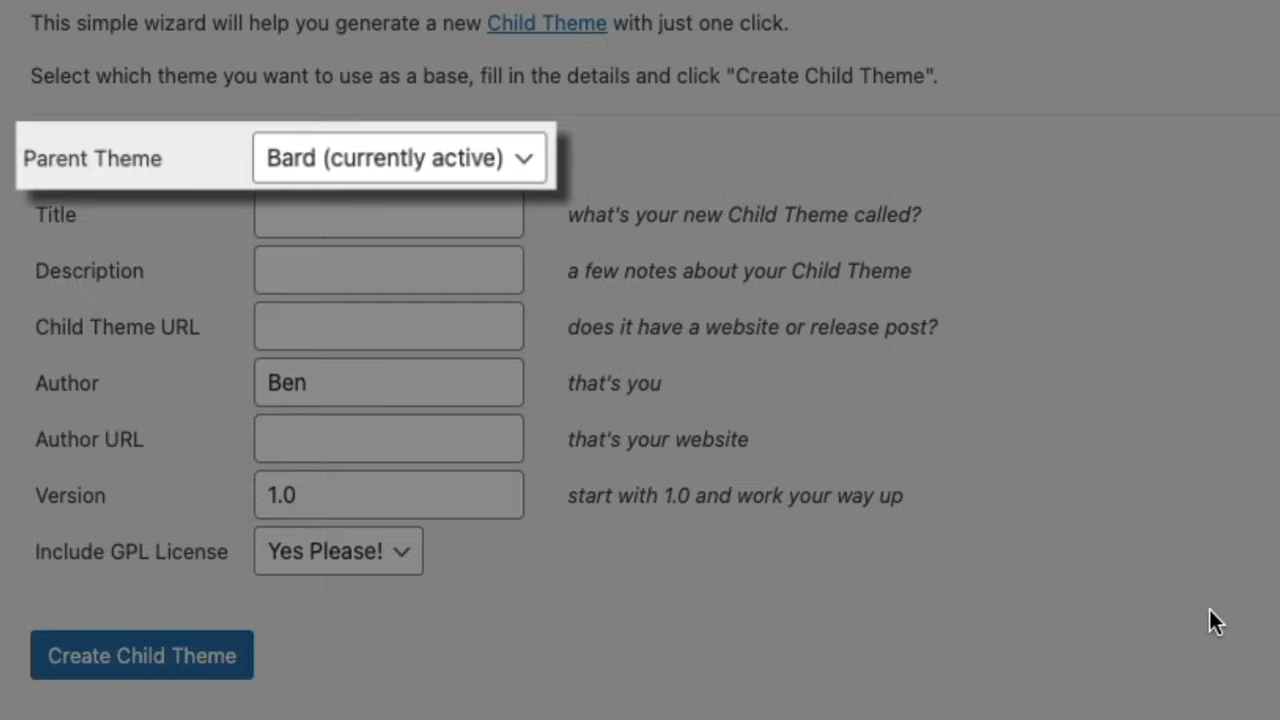 This simple wizard will help you generate a new Child Theme with just one click.
Select which theme you want to use as a base, fill in the details and click "Create Child Theme".
Parent Theme Bard (currently active)
Title what's your new Child Theme called?
Description a few notes about your Child Theme
Child Theme URL does it have a website or release post?
Author Ben that's you
Author URL that's your website
Version 1.0 start with 1.0 and work your way up
Include GPL License Yes Please!
Create Child Theme